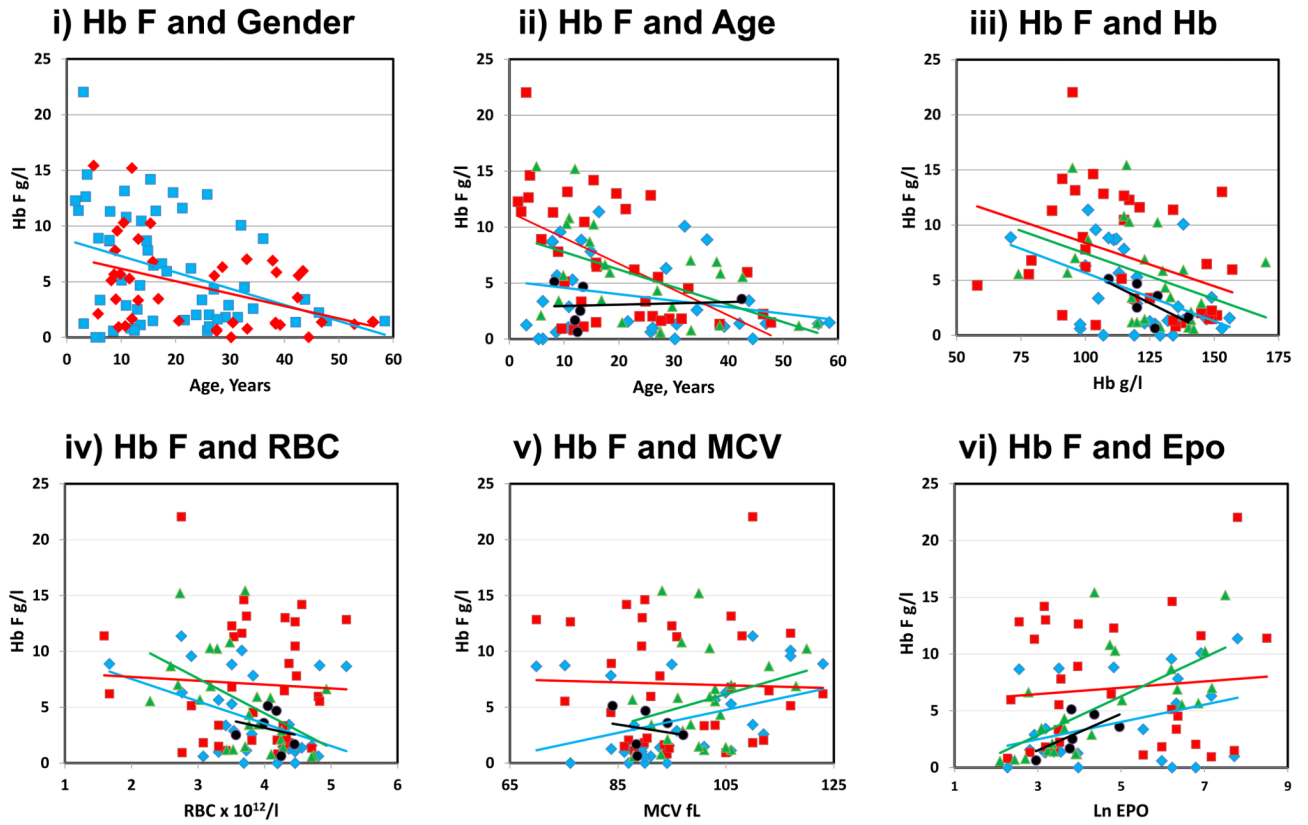 i) Hb F and Gender
25
20
15
10
5
0
Hb F g/l
0 10 20 30 40 50 60
Age, Years
ii) Hb F and Age
25
20
15
10
5
0
Hb F g/l
0 10 20 30 40 50 60
Age, Years
iii) Hb F and Hb
25
20
15
10
5
0
Hb F g/l
50 75 100 125 150 175
Hb g/l
iv) Hb F and RBC
25
20
15
10
5
0
Hb F g/l
1 2 3 4 5 6
RBC x 10¹²/l
v) Hb F and MCV
25
20
15
10
5
0
Hb F g/l
65 85 105 125
MCV fL
vi) Hb F and Epo
25
20
15
10
5
0
Hb F g/l
1 3 5 7 9
Ln EPO